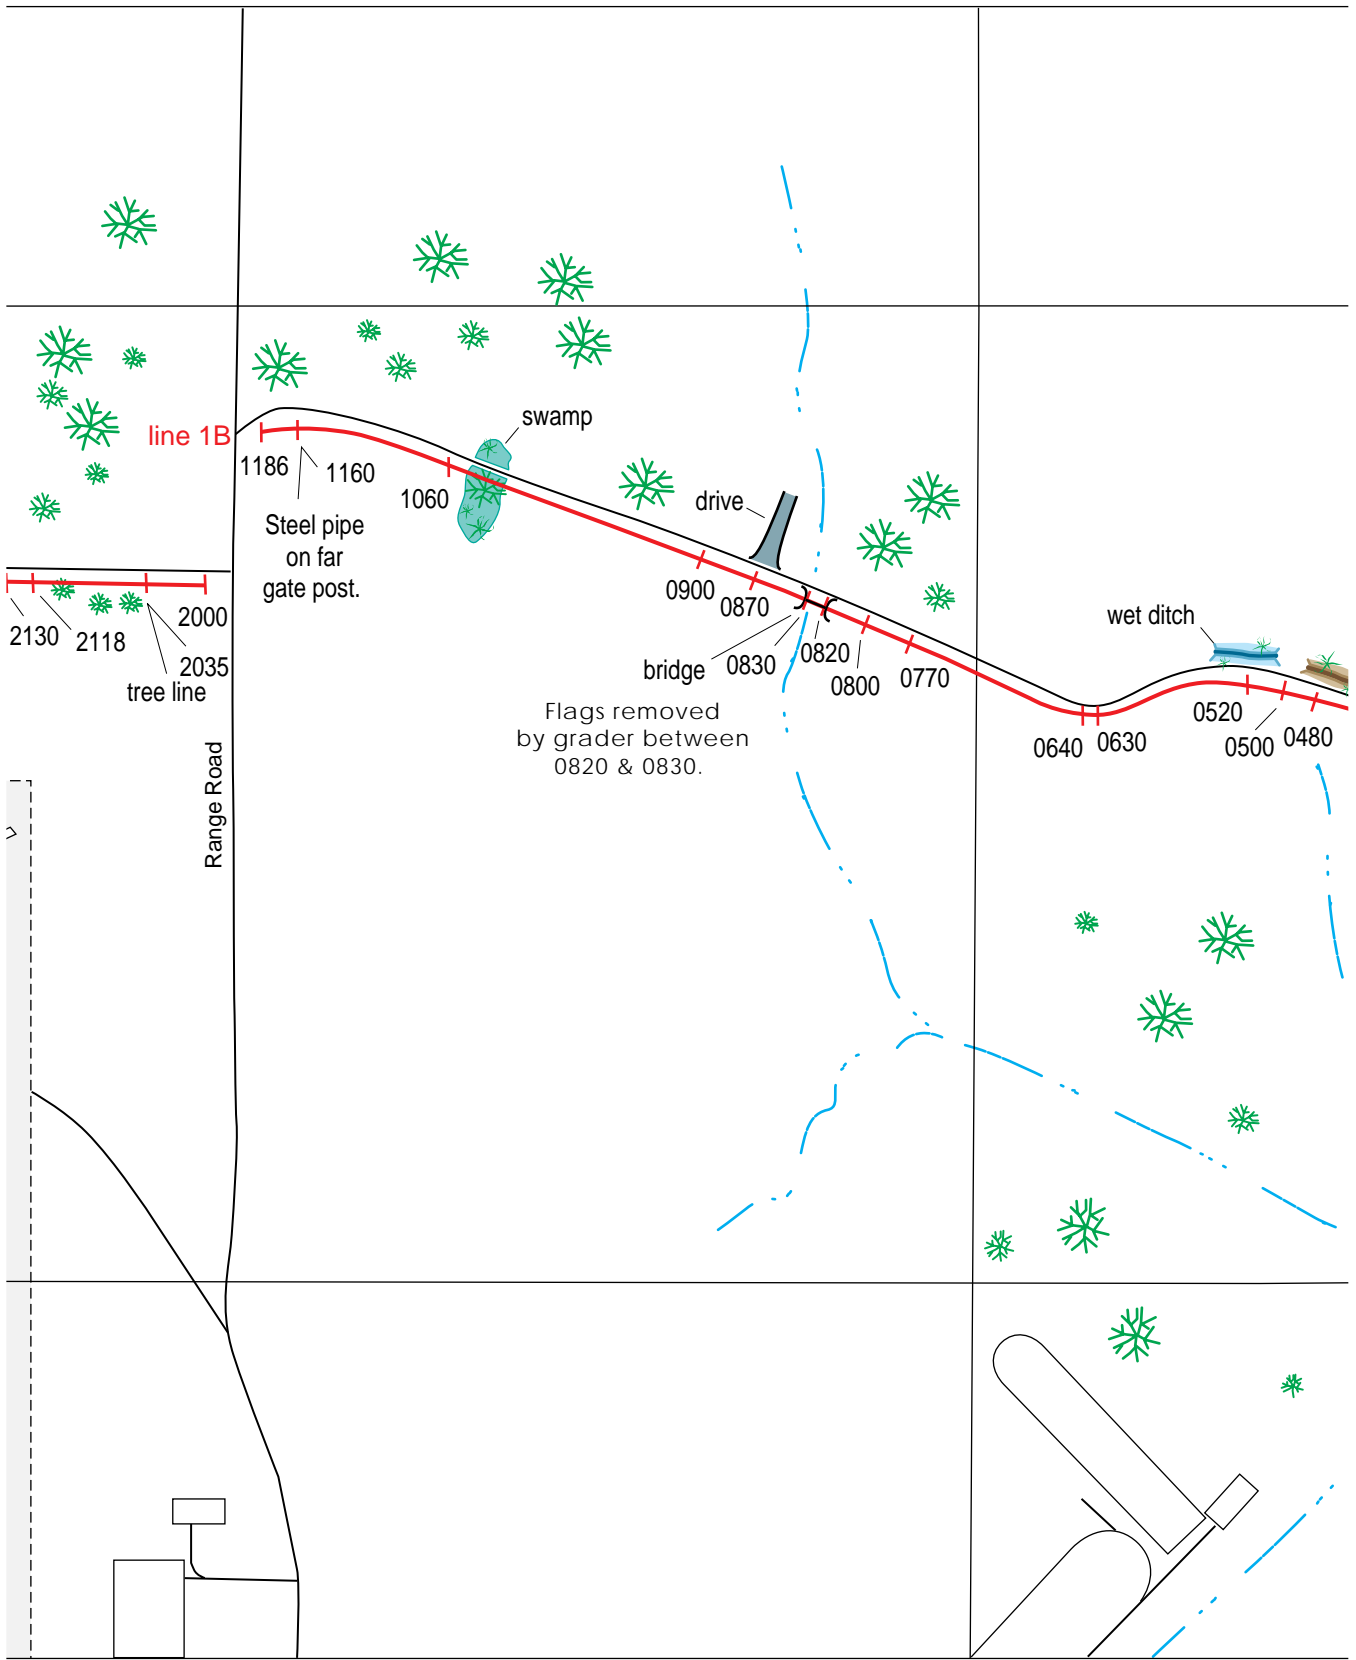 swamp
line 1B
1186
1160
1060
Steel pipe
on far
gate post.
drive
0900
0870
wet ditch
2000
2130
2118
2035
tree line
bridge
0830
0820
0800
0770
0520
0500
0480
0640
0630
Flags removed
by grader between
0820 & 0830.
Range Road